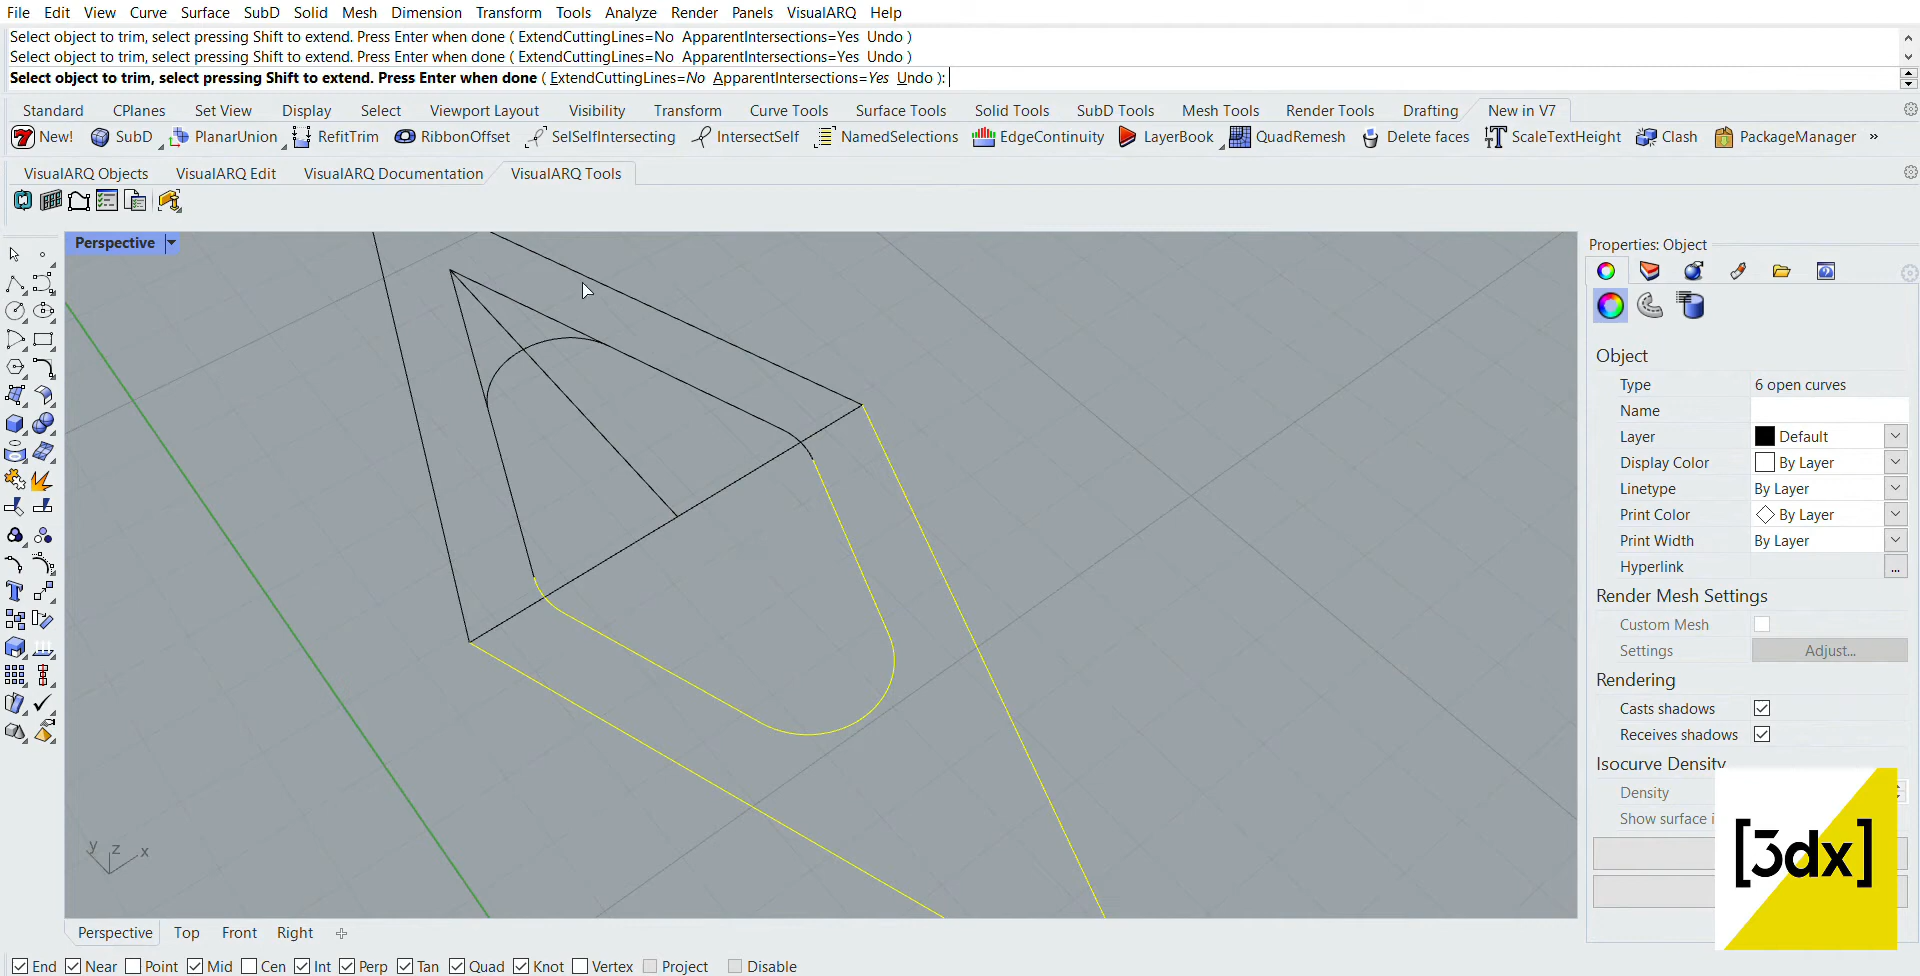 File Edit View Curve Surface SubD Solid Mesh Dimension Transform Tools Analyze Render Panels VisualARQ Help
Select object to trim, select pressing Shift to extend. Press Enter when done ( ExtendCuttingLines=No ApparentIntersections=Yes Undo )
Select object to trim, select pressing Shift to extend. Press Enter when done ( ExtendCuttingLines=No ApparentIntersections=Yes Undo )
Select object to trim, select pressing Shift to extend. Press Enter when done ( ExtendCuttingLines=No ApparentIntersections=Yes Undo ):
Standard CPlanes Set View Display Select Viewport Layout Visibility Transform Curve Tools Surface Tools Solid Tools SubD Tools Mesh Tools Render Tools Drafting New in V7
7 New! SubD PlanarUnion RefitTrim RibbonOffset SelSelfIntersecting IntersectSelf NamedSelections EdgeContinuity LayerBook QuadRemesh Delete faces ScaleTextHeight Clash PackageManager »
VisualARQ Objects VisualARQ Edit VisualARQ Documentation VisualARQ Tools
Perspective
Properties: Object
Object
Type 6 open curves
Name
Layer Default
Display Color By Layer
Linetype By Layer
Print Color By Layer
Print Width By Layer
Hyperlink ...
Render Mesh Settings
Custom Mesh
Settings Adjust...
Rendering
Casts shadows
Receives shadows
Isocurve Density
Density
Show surface i
[3dx]
y z x
Perspective Top Front Right
End Near Point Mid Cen Int Perp Tan Quad Knot Vertex Project Disable